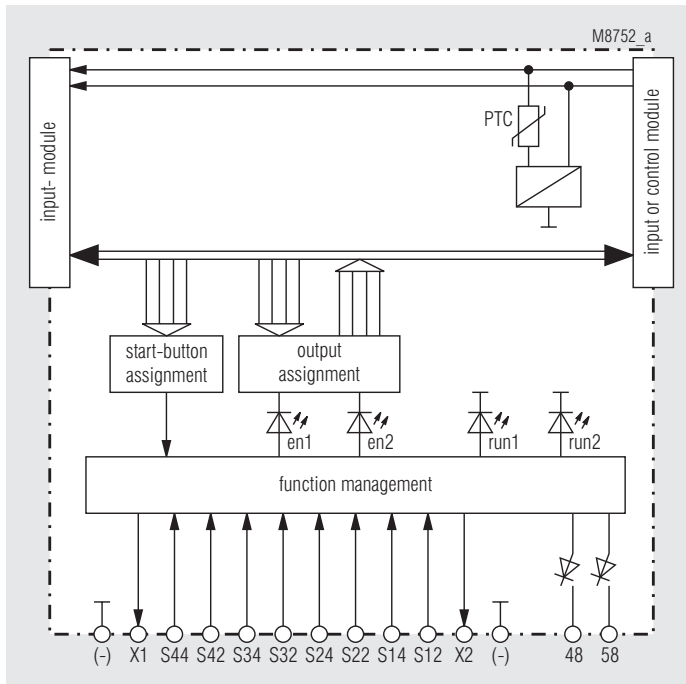 M8752_a
input- module
PTC
input or control module
start-button
assignment
output
assignment
en1
en2
run1
run2
function management
(-) X1 S44 S42 S34 S32 S24 S22 S14 S12 X2 (-) 48 58